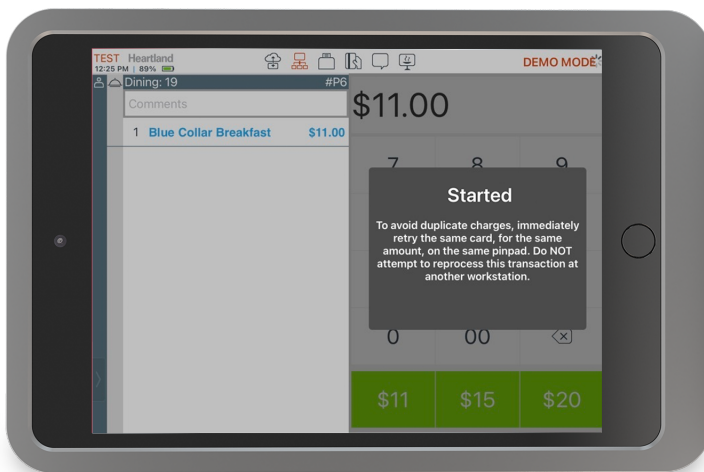 TEST Heartland
12:25 PM | 89%
DEMO MODE
Dining: 19 #P6
Comments
1 Blue Collar Breakfast $11.00
$11.00
7 8 9
Started
To avoid duplicate charges, immediately
retry the same card, for the same
amount, on the same pinpad. Do NOT
attempt to reprocess this transaction at
another workstation.
0 00
$11 $15 $20